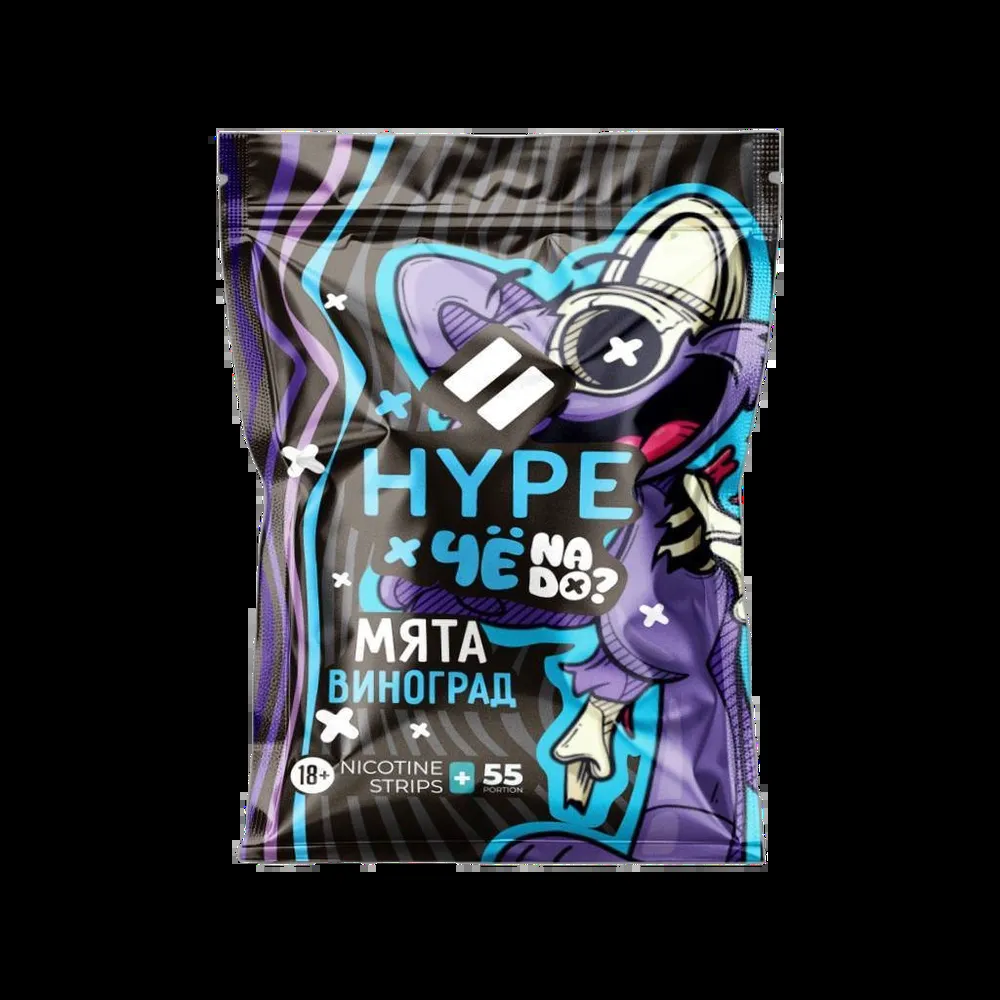 HYPE
ЧЁ NA DO?
МЯТА
ВИНОГРАД
18+ NICOTINE STRIPS + 55 PORTION